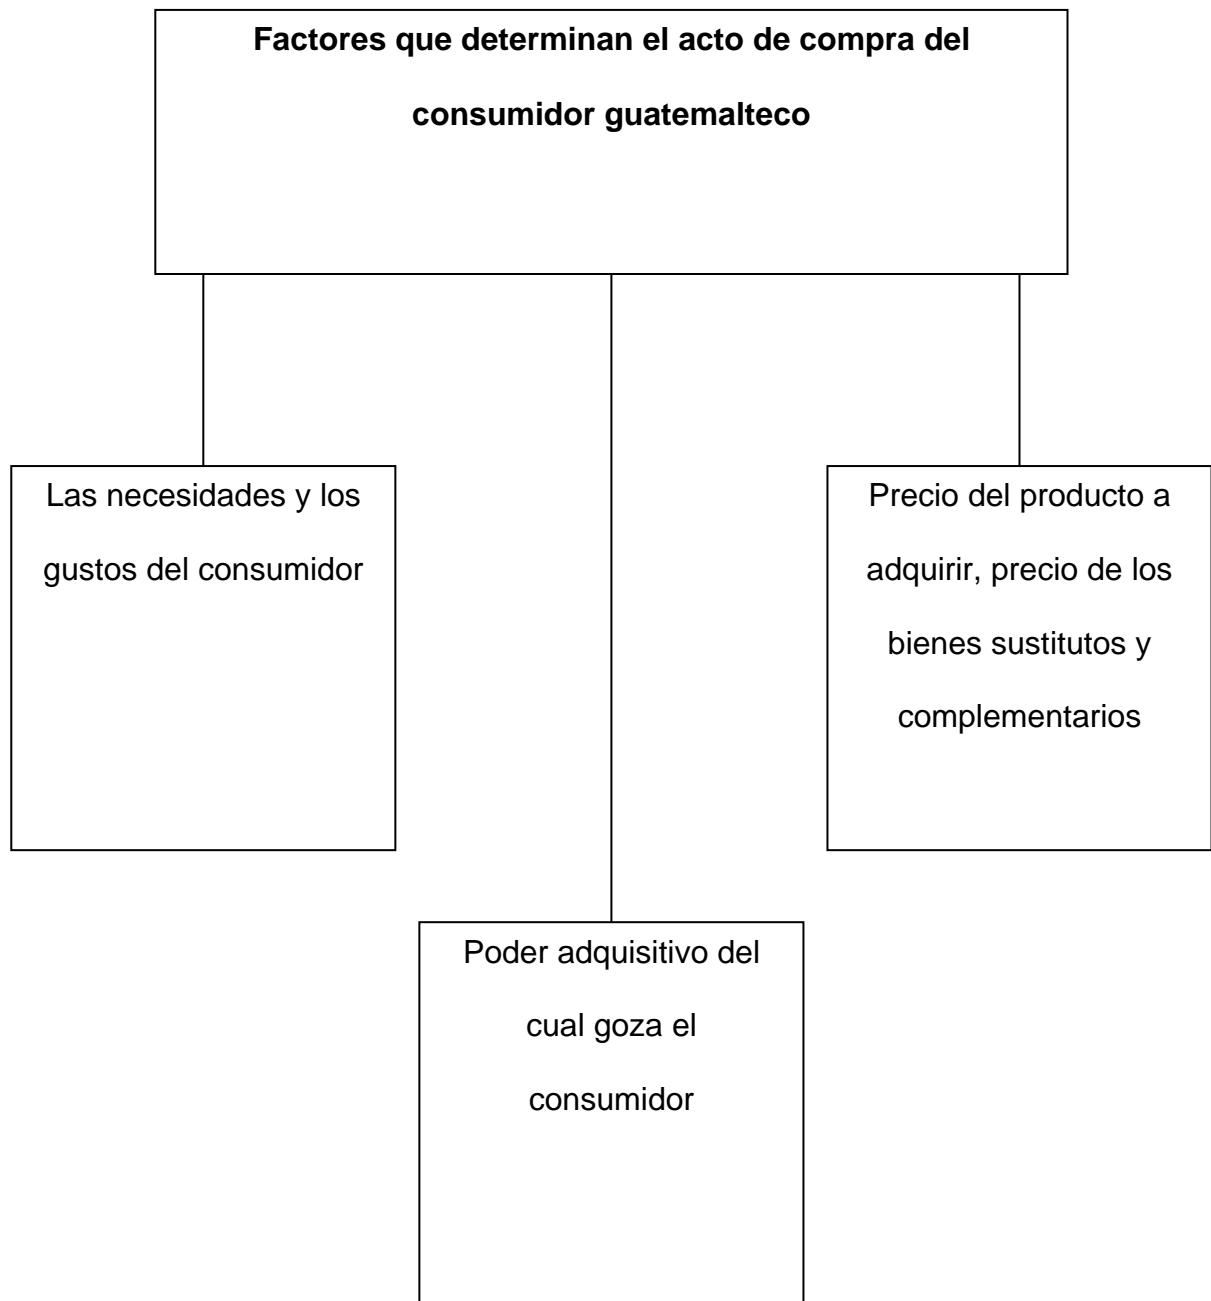 Factores que determinan el acto de compra del
consumidor guatemalteco
Las necesidades y los
gustos del consumidor
Precio del producto a
adquirir, precio de los
bienes sustitutos y
complementarios
Poder adquisitivo del
cual goza el
consumidor